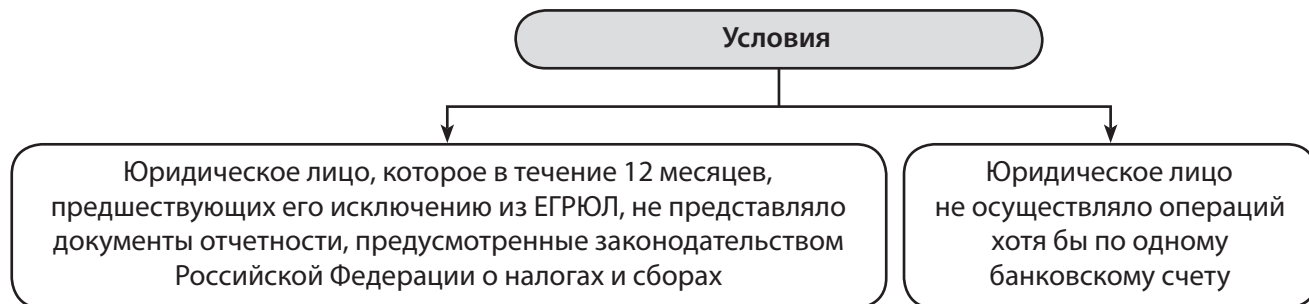 Условия
Юридическое лицо, которое в течение 12 месяцев,
предшествующих его исключению из ЕГРЮЛ, не представляло
документы отчетности, предусмотренные законодательством
Российской Федерации о налогах и сборах
Юридическое лицо
не осуществляло операций
хотя бы по одному
банковскому счету